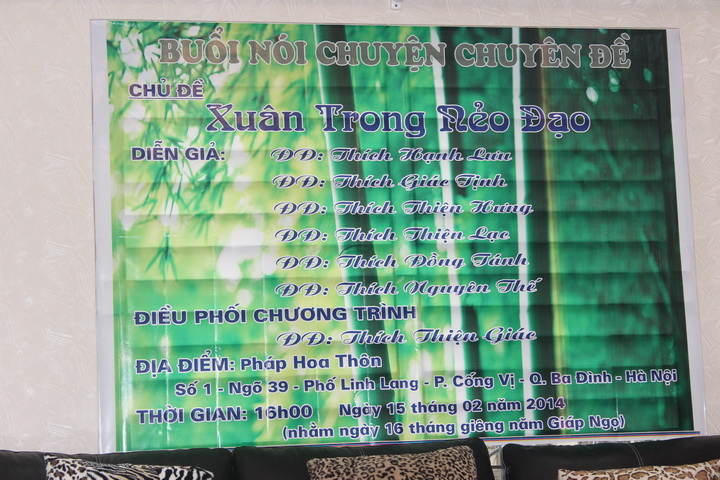 BUỔI NÓI CHUYỆN CHUYÊN ĐỀ
CHỦ ĐỀ
Xuân Trong Nẻo Đạo
DIỄN GIẢ: ĐĐ: Thích Hạnh Lưu
ĐĐ: Thích Giác Tịnh
ĐĐ: Thích Thiện Hưng
ĐĐ: Thích Thiện Lạc
ĐĐ: Thích Đồng Tánh
ĐĐ: Thích Nguyên Thế
ĐIỀU PHỐI CHƯƠNG TRÌNH
ĐĐ: Thích Thiện Giác
ĐỊA ĐIỂM: Pháp Hoa Thôn
Số 1 - Ngõ 39 - Phố Linh Lang - P. Cống Vị - Q. Ba Đình - Hà Nội
THỜI GIAN: 16h00 Ngày 15 tháng 02 năm 2014
(nhằm ngày 16 tháng giêng năm Giáp Ngọ)